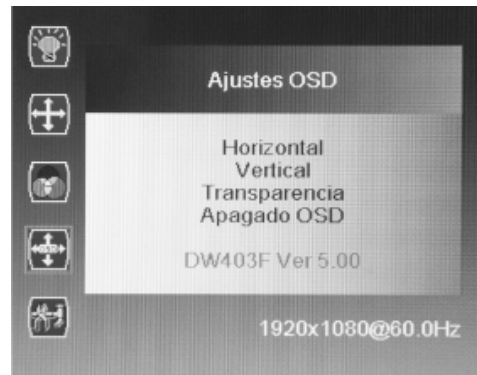 Ajustes OSD
Horizontal
Vertical
Transparencia
Apagado OSD
DW403F Ver 5.00
1920x1080@60.0Hz